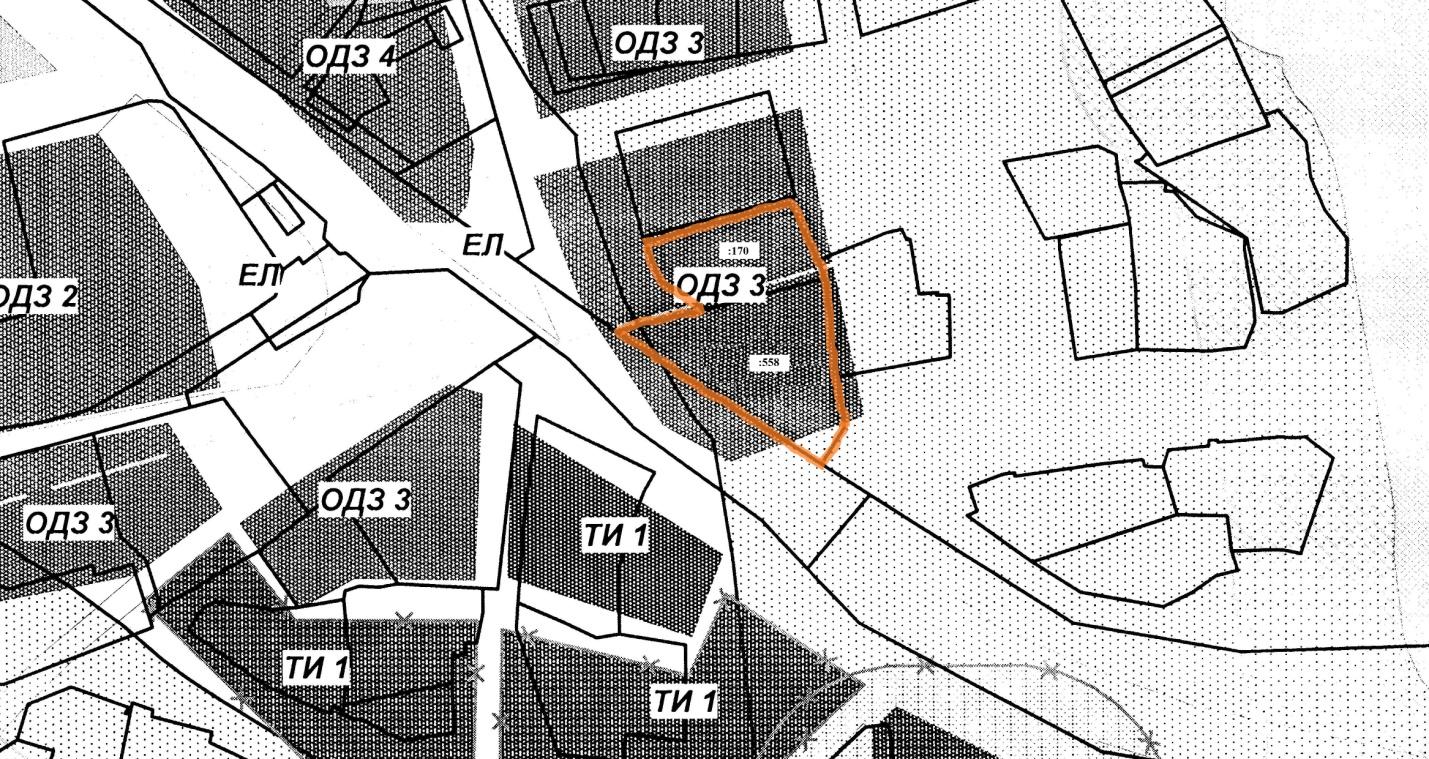 ОДЗ 4
ОДЗ 3
ЕЛ
ЕЛ
:170
ОДЗ 3
ОДЗ 2
:558
ОДЗ 3
ОДЗ 3
ТИ 1
ТИ 1
ТИ 1